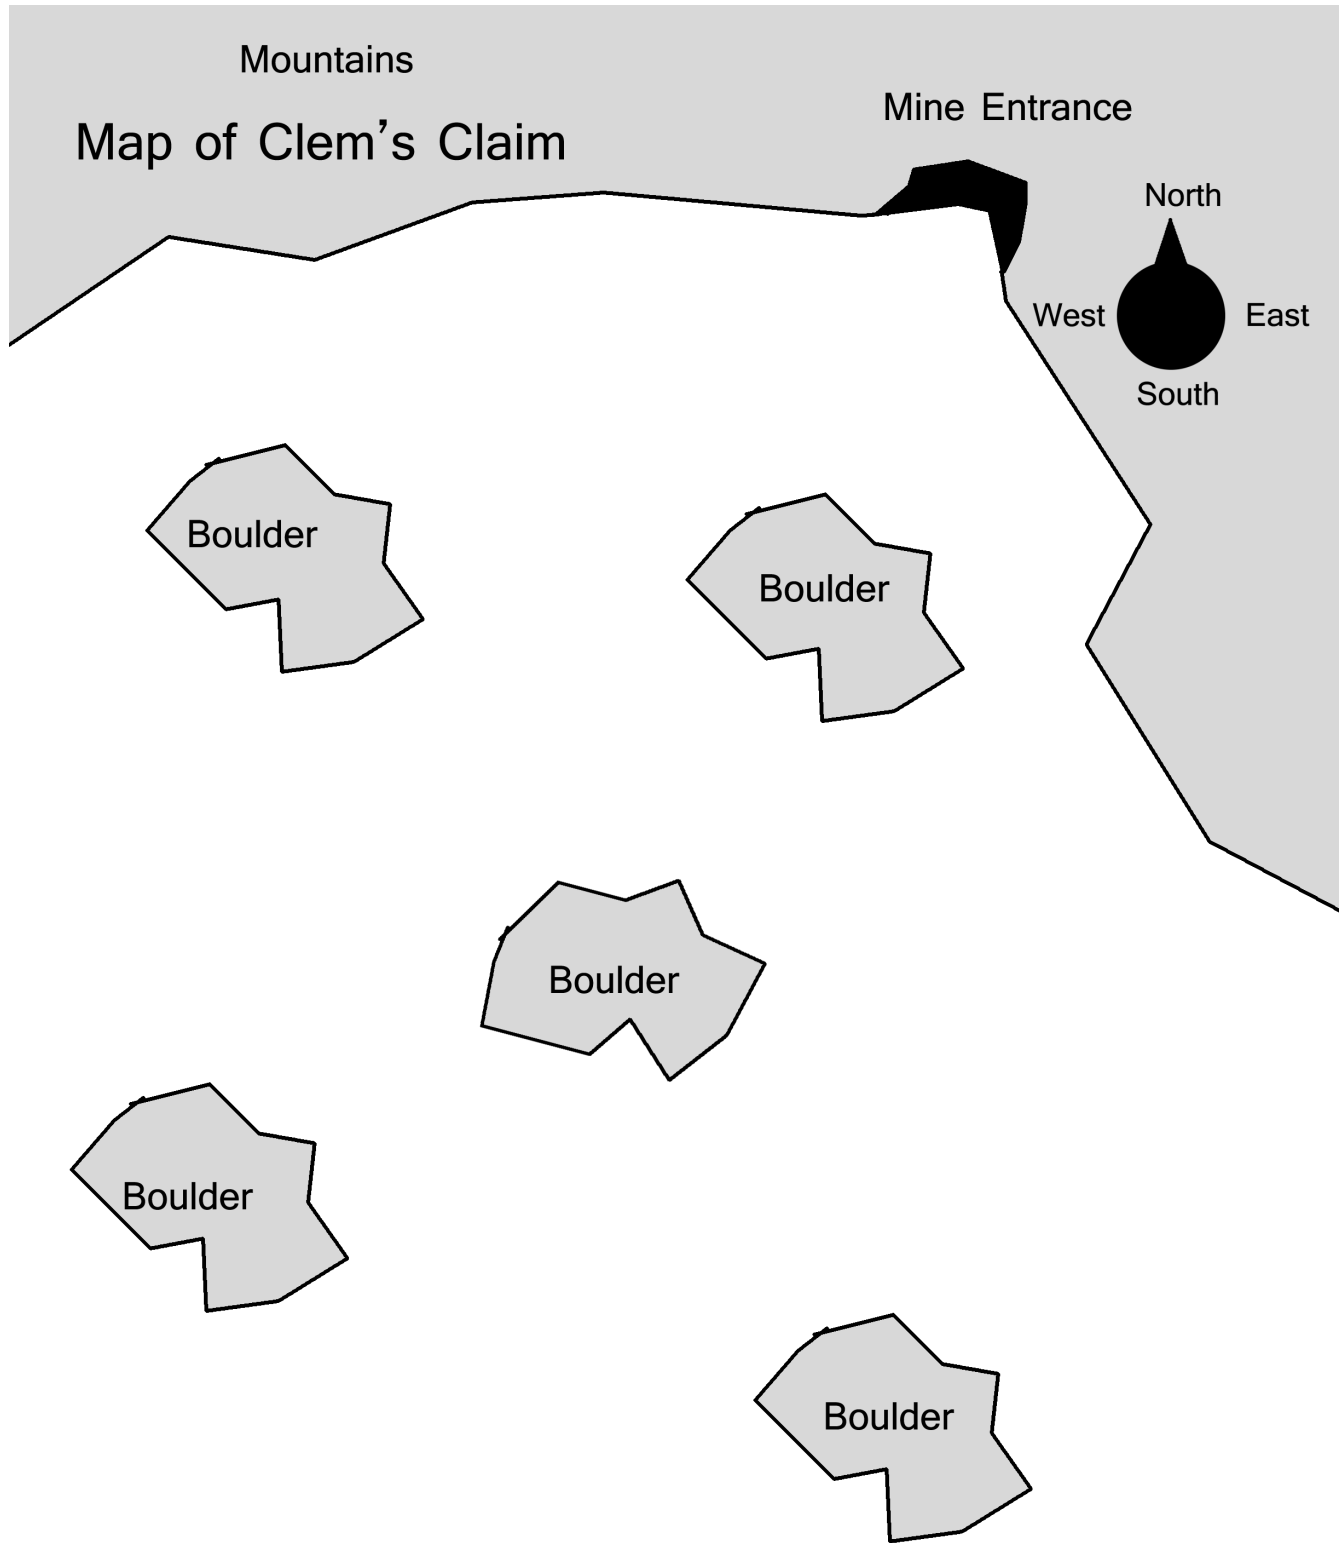 Mountains
Map of Clem’s Claim
Mine Entrance
North
West
East
South
Boulder
Boulder
Boulder
Boulder
Boulder